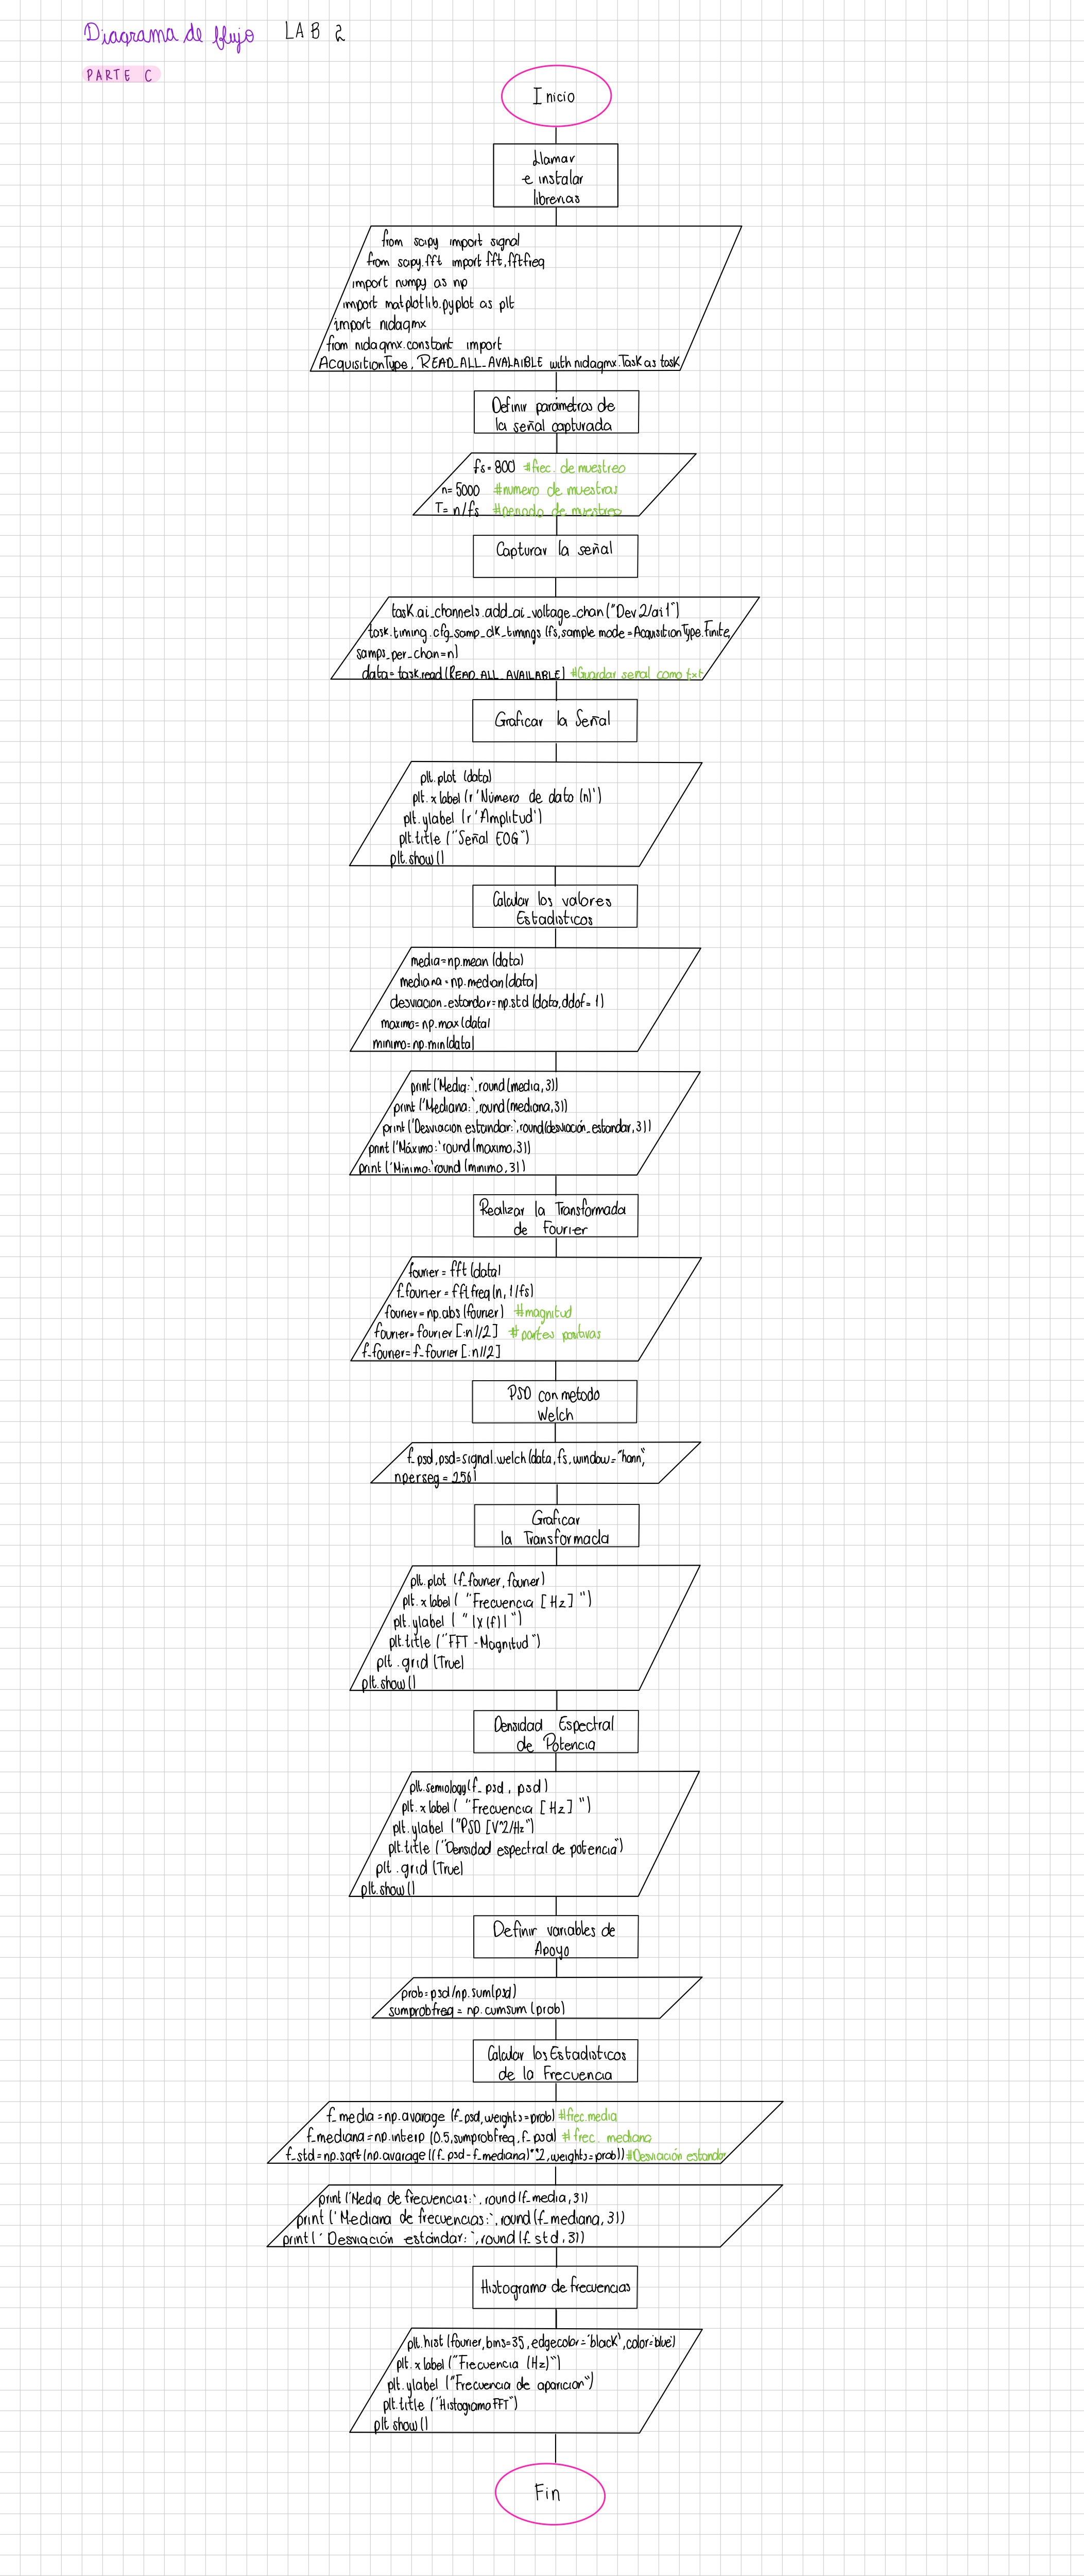 Diagrama de flujo LAB 2
PARTE C
Inicio
Llamar
e instalar
librerias
from scipy import signal
from scipy.fft import fft, fftfreq
import numpy as np
import matplotlib.pyplot as plt
import nidaqmx
from nidaqmx.constant import
AcquisitionType, READ_ALL_AVALAIBLE with nidaqmx.Task as task
Definir parámetros de
la señal capturada
fs=800 #frec. de muestreo
n=5000 #numero de muestras
T= n/fs #periodo de muestreo
Capturar la señal
task.ai_channels.add_ai_voltage_chan("Dev2/ai1")
task.timing.cfg_samp_clk_timngs (fs, sample mode=AcquisitionType.Finite,
samps_per_chan=n)
data=task.read(READ_ALL_AVAILABLE) #Guardar señal como txt
Graficar la Señal
plt.plot (data)
plt.xlabel(r'Número de dato (n)')
plt.ylabel (r'Amplitud')
plt.title ("Señal EOG")
plt.show()
Calcular los valores
Estadisticos
media=np.mean(data)
mediana=np.median(data)
desviacion_estandar=np.std(data,ddof=1)
maximo=np.max(data)
minimo=np.min(data)
print('Media:',round(media,3))
print('Mediana:',round(mediana,3))
print('Desviacion estandar:',round(desviación_estandar,3))
print('Máximo:'round(maximo,3))
print('Minimo:'round(minimo,3))
Realizar la Transformada
de Fourier
fourier=fft(data)
f_fourier=fftfreq(n,1/fs)
fourier=np.abs(fourier) #magnitud
fourier=fourier[:n//2] #partes positivas
f_fourier=f_fourier[:n//2]
PSD con metodo
Welch
f_psd,psd=signal.welch(data,fs,window="hann",
nperseg=256)
Graficar
la Transformada
plt.plot (f_fourier,fourier)
plt.xlabel ("Frecuencia [Hz]")
plt.ylabel ("|X(f)|")
plt.title ("FFT - Magnitud")
plt.grid (True)
plt.show()
Densidad Espectral
de Potencia
plt.semiology(f_psd, psd)
plt.xlabel ("Frecuencia [Hz]")
plt.ylabel ("PSD [V^2/Hz")
plt.title ("Densidad espectral de potencia")
plt.grid (True)
plt.show()
Definir variables de
Apoyo
prob=psd/np.sum(psd)
sumprobfreq=np.cumsum(prob)
Calcular los Estadisticos
de la Frecuencia
f_media=np.avarage (f_psd,weights=prob) #frec.media
f_mediana=np.interp (0.5,sumprobfreq,f_psd) #frec. mediana
f_std=np.sqrt(np.avarage((f_psd-f_mediana)**2,weights=prob)) #Desviación estandar
print('Media de frecuencias:', round(f_media,3))
print('Mediana de frecuencias:', round(f_mediana,3))
print('Desviación estándar:', round(f_std,3))
Histograma de frecuencias
plt.hist(fourier,bins=35,edgecolor='black',color='blue')
plt.xlabel("Frecuencia (Hz)")
plt.ylabel("Frecuencia de aparicion")
plt.title("Histograma FFT")
plt.show()
Fin